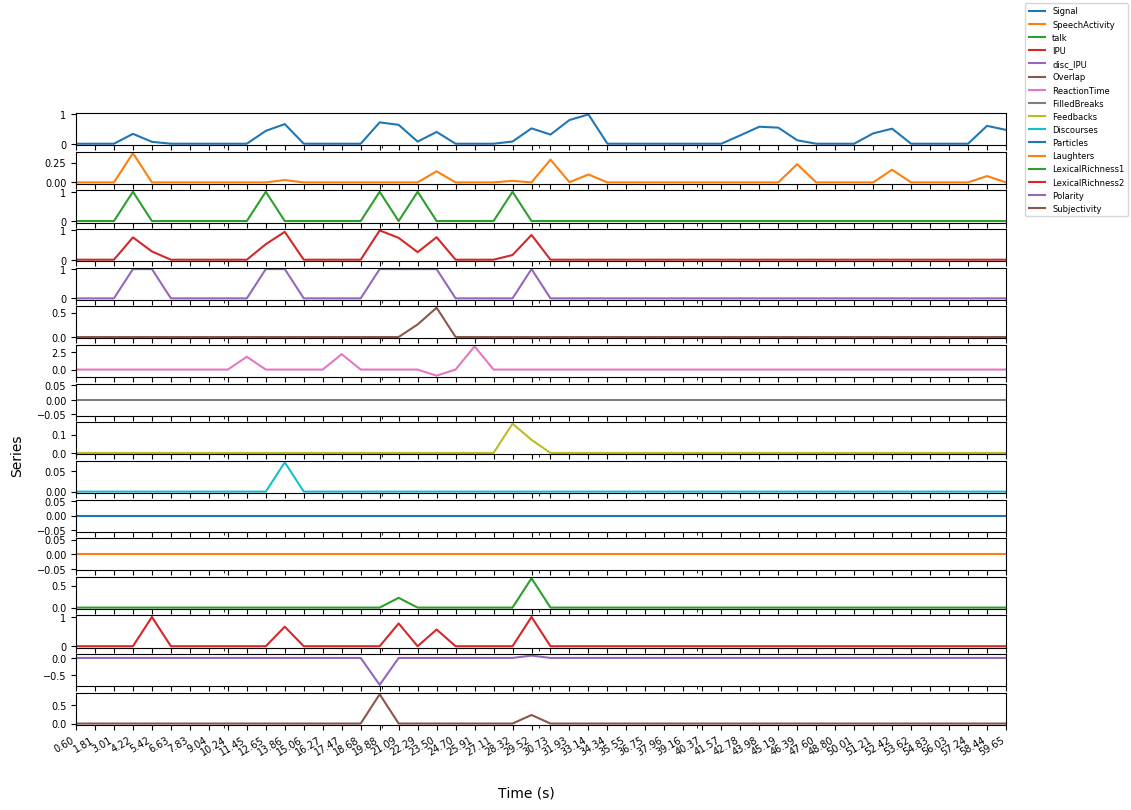 Signal
SpeechActivity
talk
IPU
disc_IPU
Overlap
ReactionTime
FilledBreaks
Feedbacks
Discourses
Particles
Laughters
LexicalRichness1
LexicalRichness2
Polarity
Subjectivity
1
0
0.25
0.00
1
0
1
0
1
0
0.5
0.0
2.5
0.0
0.05
0.00
−0.05
0.1
0.0
0.05
0.00
0.05
0.00
−0.05
0.05
0.00
−0.05
0.5
0.0
1
0
0.0
−0.5
0.5
0.0
Series
0.60 1.81 3.01 4.22 5.42 6.63 7.83 9.04 10.24 11.45 12.65 13.86 15.06 16.27 17.47 18.68 19.88 21.09 22.29 23.50 24.70 25.91 27.11 28.32 29.52 30.73 31.93 33.14 34.34 35.55 36.75 37.96 39.16 40.37 41.57 42.78 43.98 45.19 46.39 47.60 48.80 50.01 51.21 52.42 53.62 54.83 56.03 57.24 58.44 59.65
Time (s)